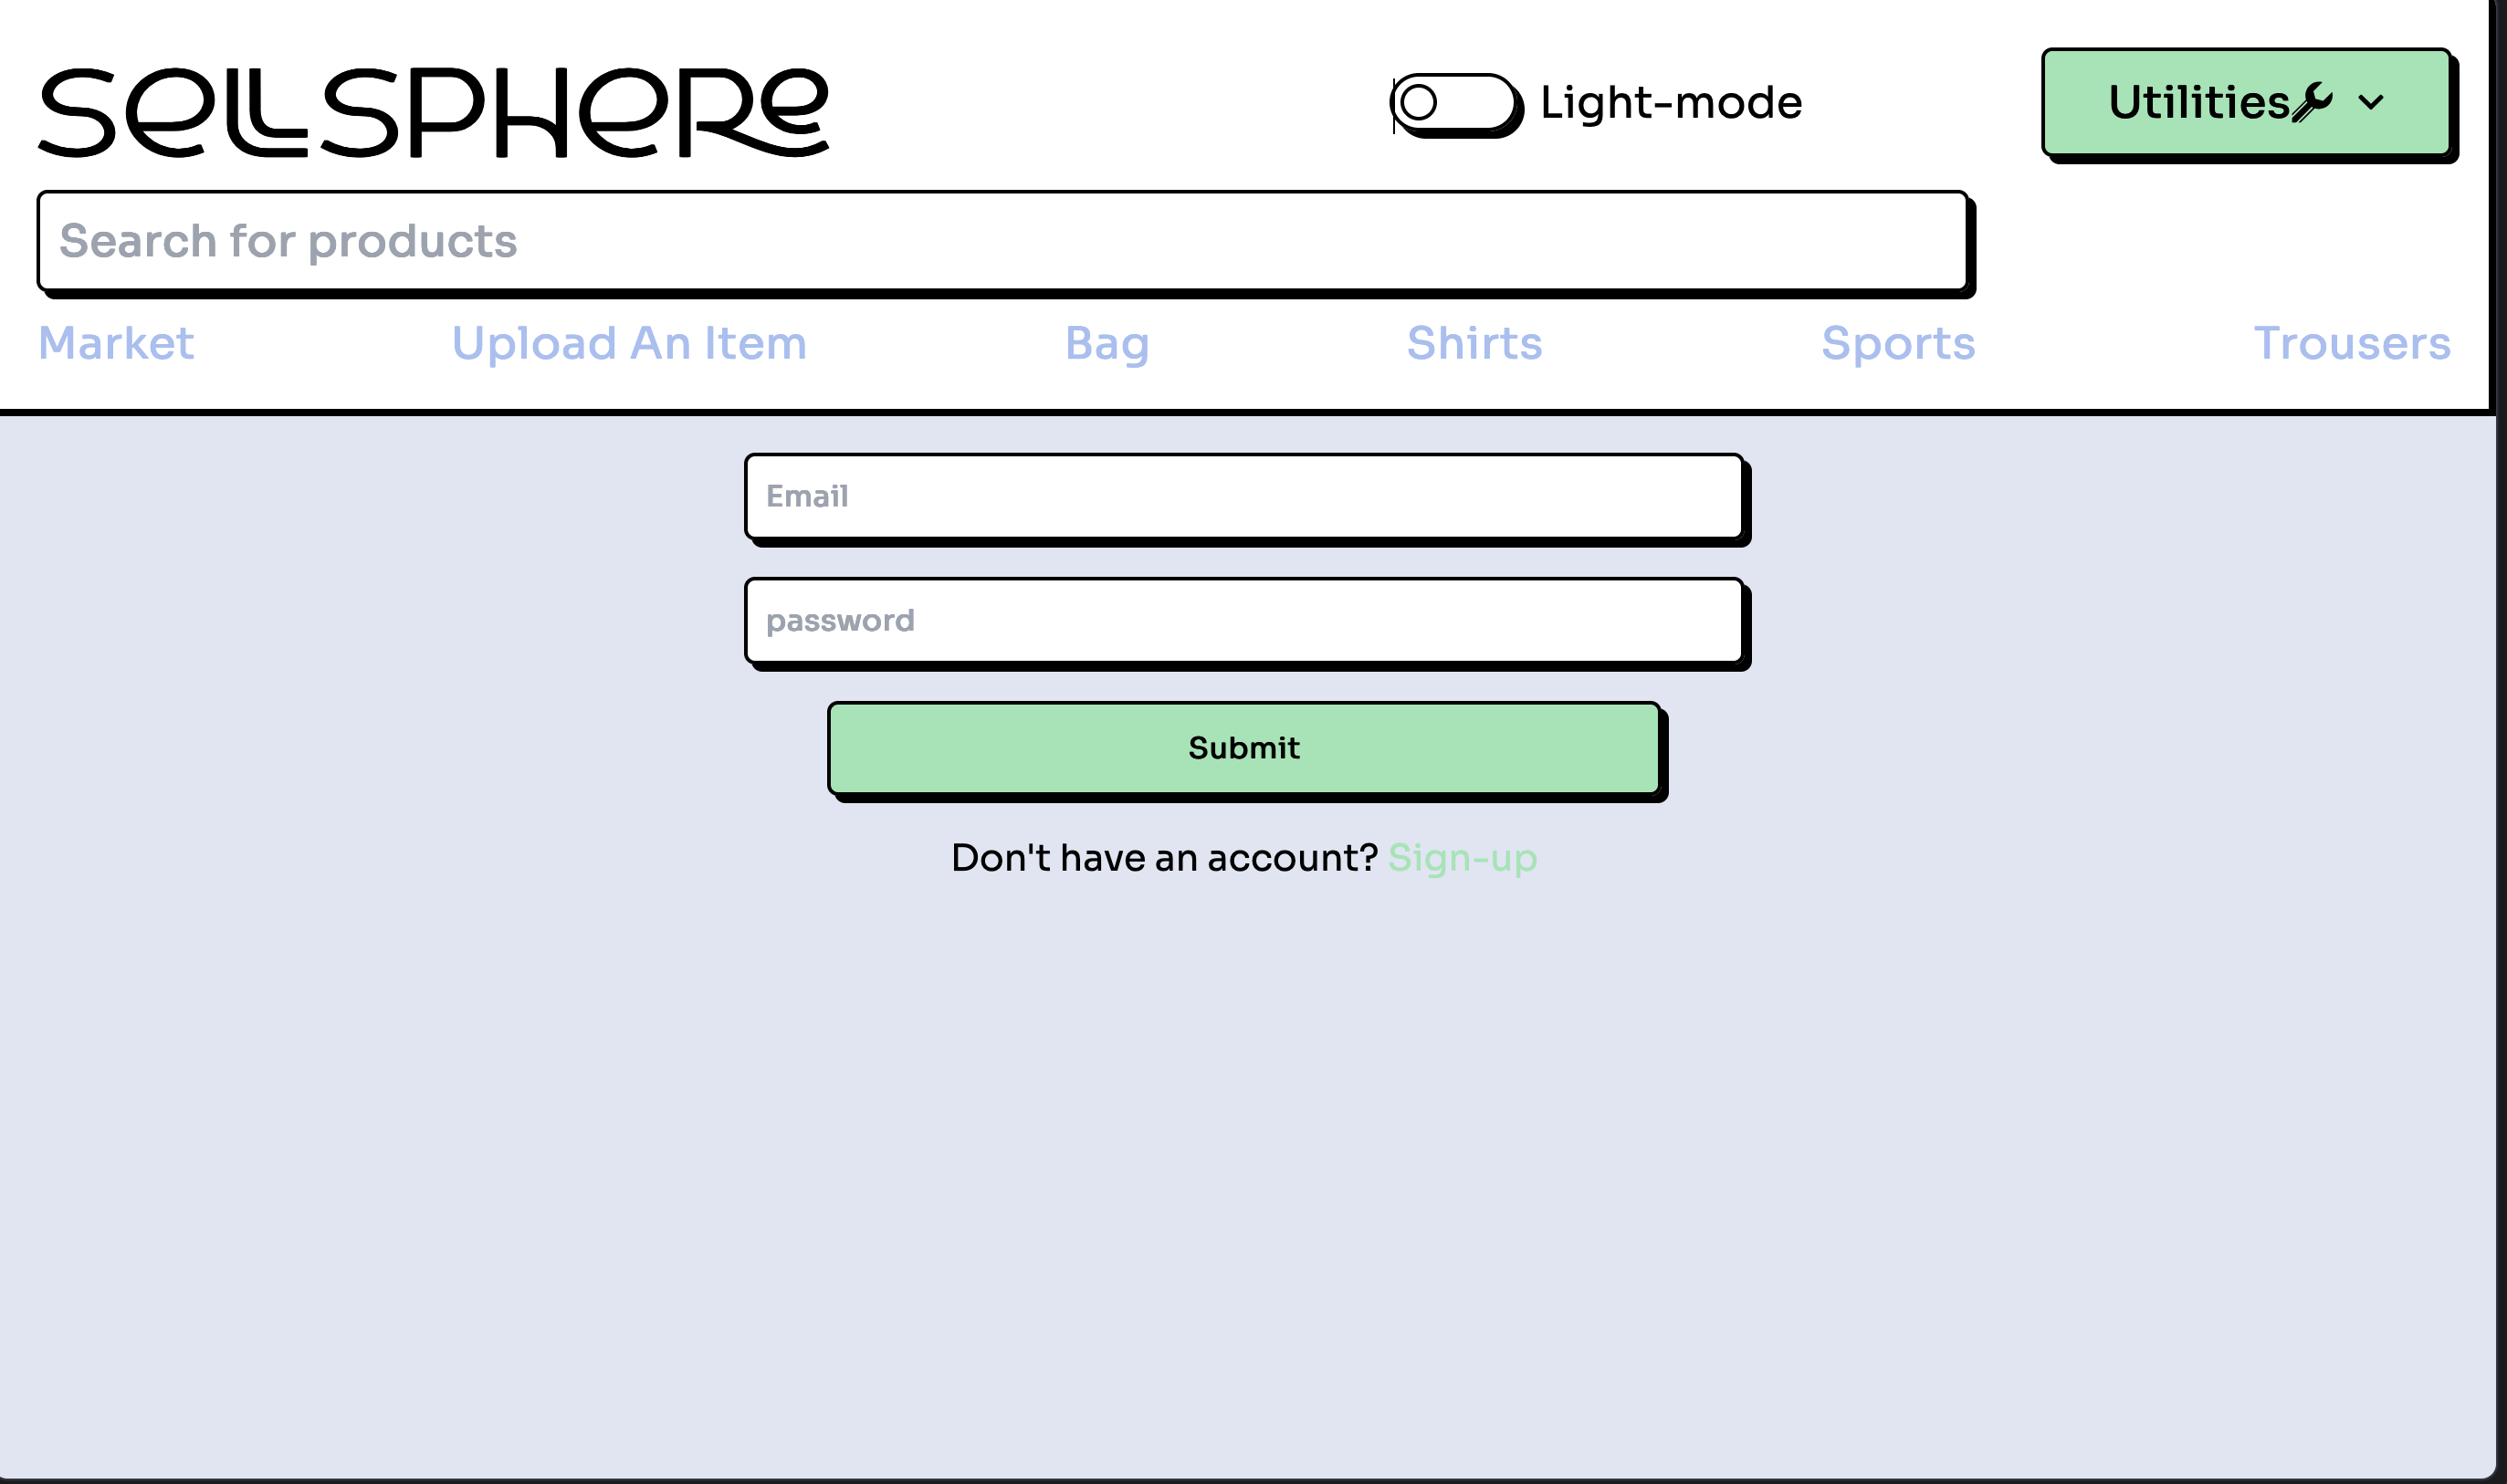 SELLSPHERE
Light-mode
Utilities
Search for products
Market Upload An Item Bag Shirts Sports Trousers
Email
password
Submit
Don't have an account? Sign-up